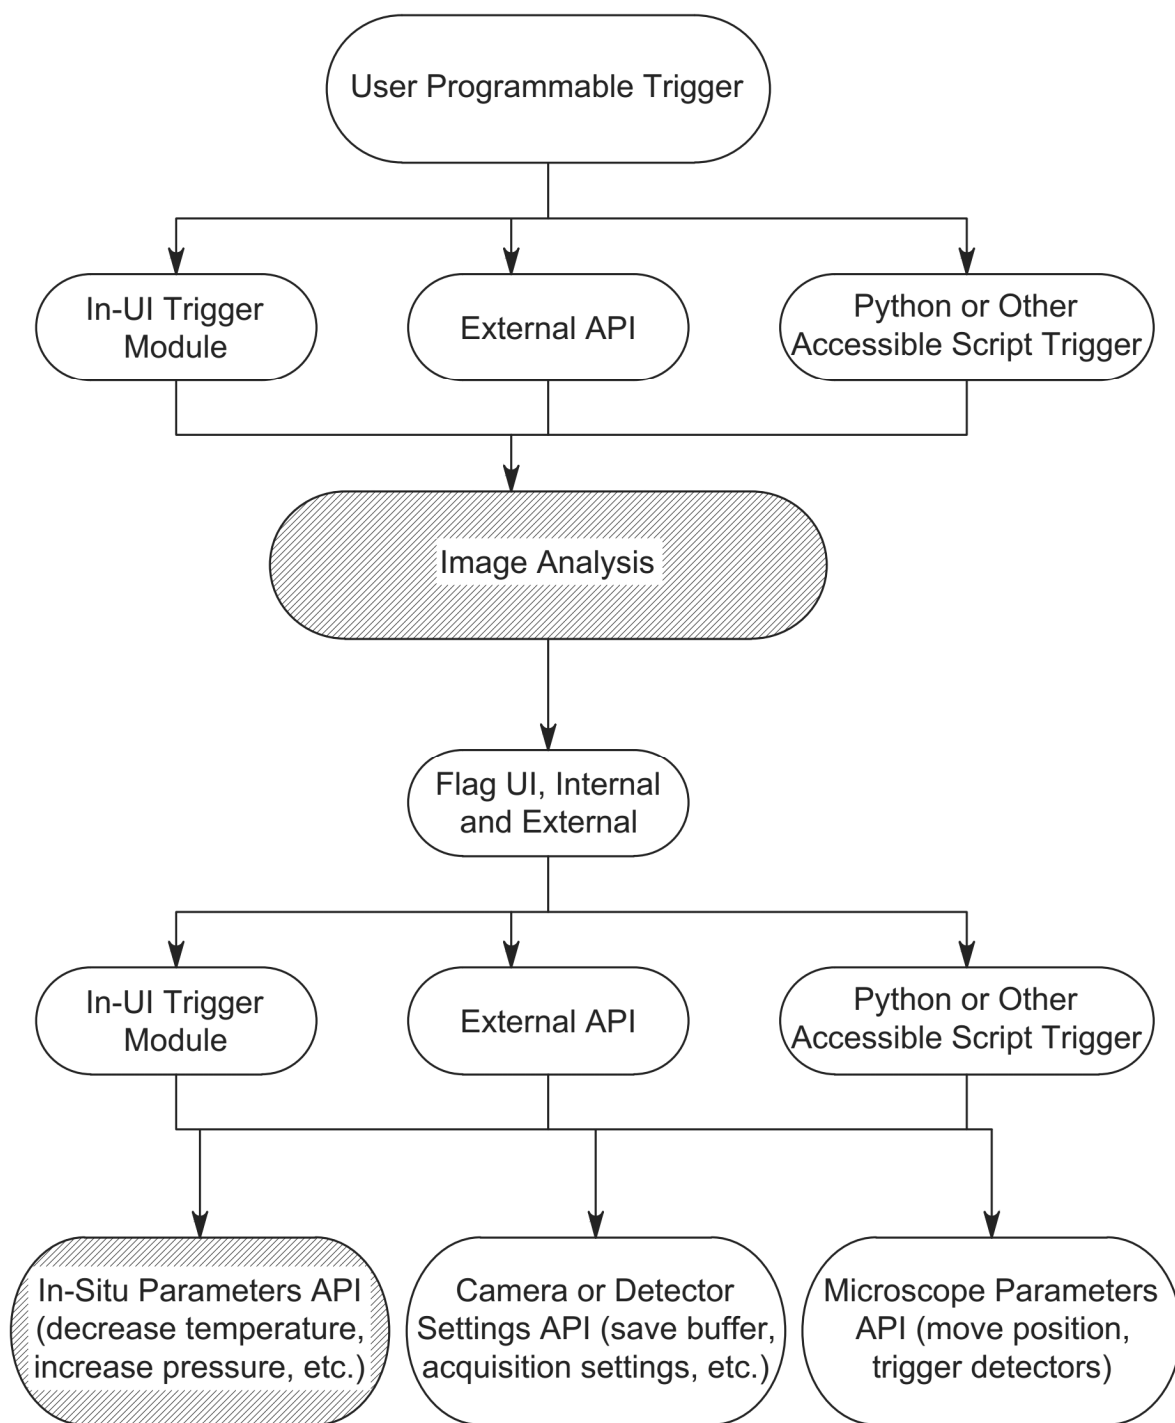 User Programmable Trigger
In-UI Trigger
Module
External API
Python or Other
Accessible Script Trigger
Image Analysis
Flag UI, Internal
and External
In-UI Trigger
Module
External API
Python or Other
Accessible Script Trigger
In-Situ Parameters API
(decrease temperature,
increase pressure, etc.)
Camera or Detector
Settings API (save buffer,
acquisition settings, etc.)
Microscope Parameters
API (move position,
trigger detectors)